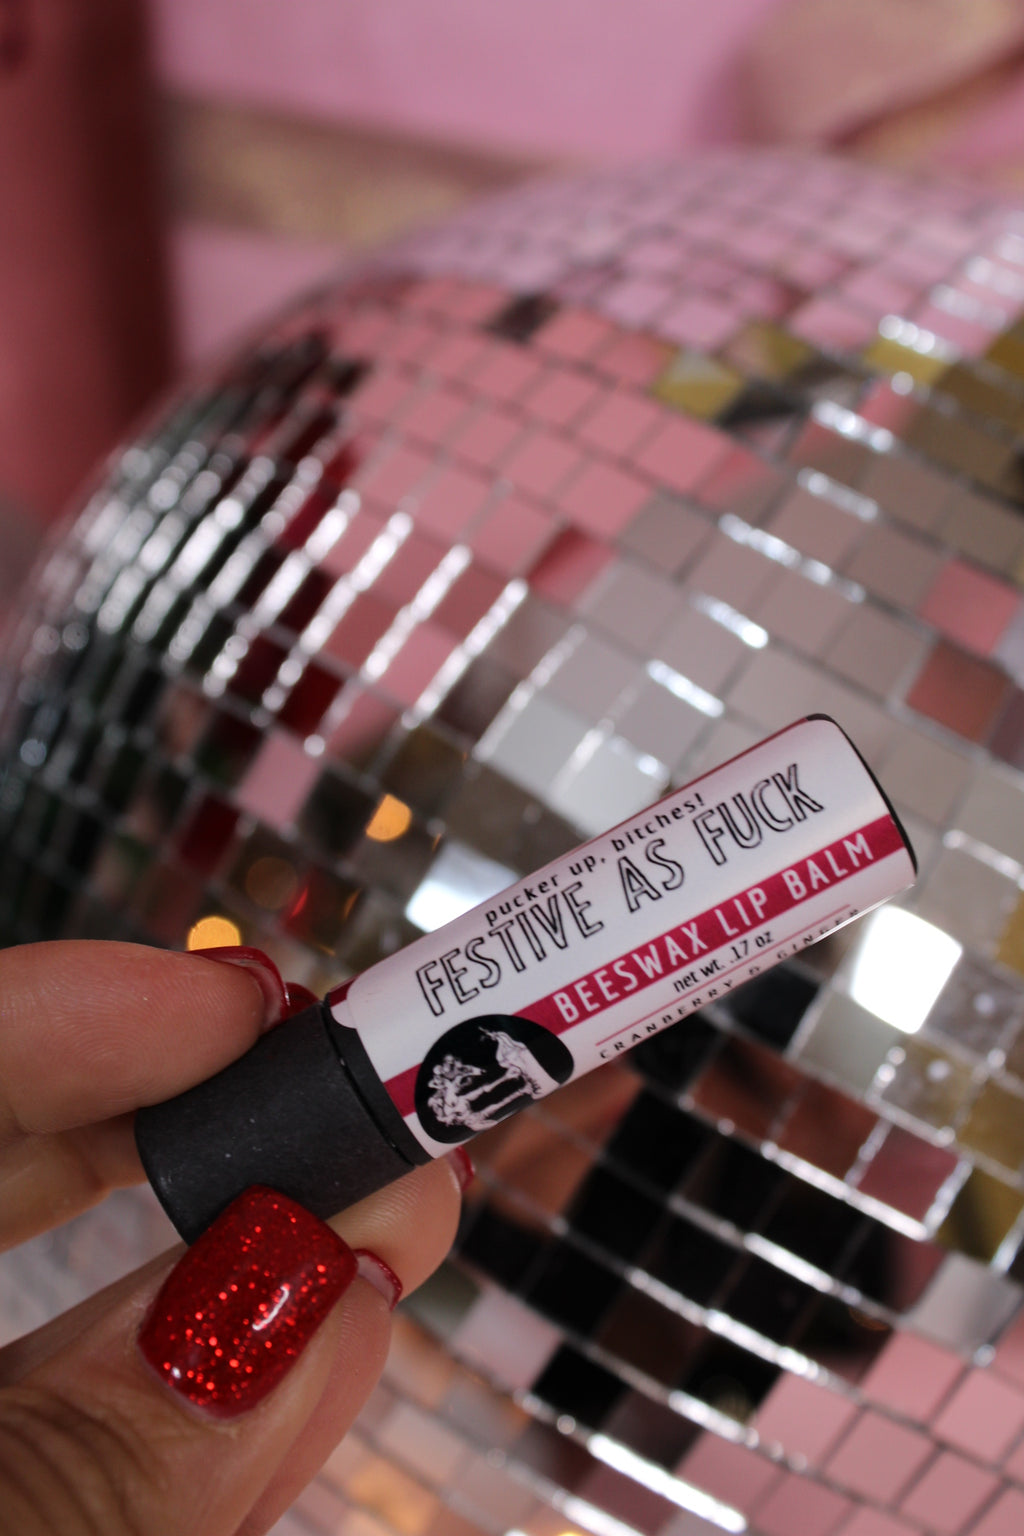 pucker up, bitches!
FESTIVE AS FUCK
BEESWAX LIP BALM
net wt. .17 oz
CRANBERRY & GINGER